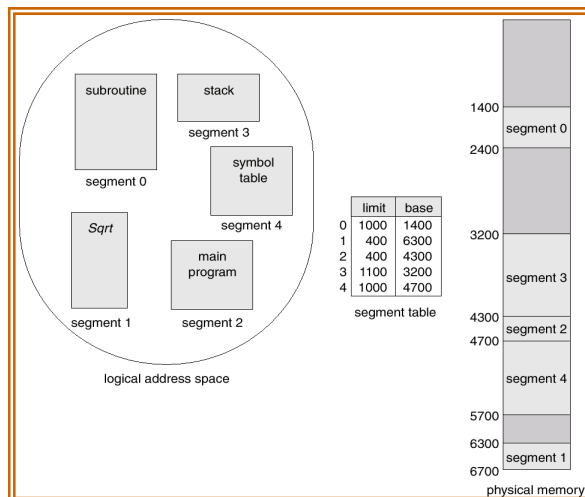 subroutine
segment 0
stack
segment 3
symbol
table
segment 4
Sqrt
segment 1
main
program
segment 2
logical address space
limit base
0 1000 1400
1 400 6300
2 400 4300
3 1100 3200
4 1000 4700
segment table
1400
segment 0
2400
3200
segment 3
4300
segment 2
4700
segment 4
5700
6300
segment 1
6700
physical memory